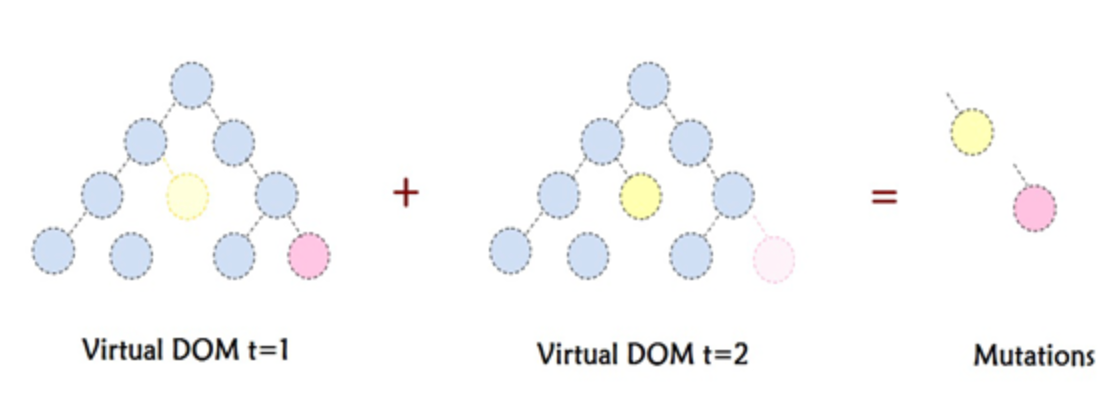 +
=
Virtual DOM t=1
Virtual DOM t=2
Mutations